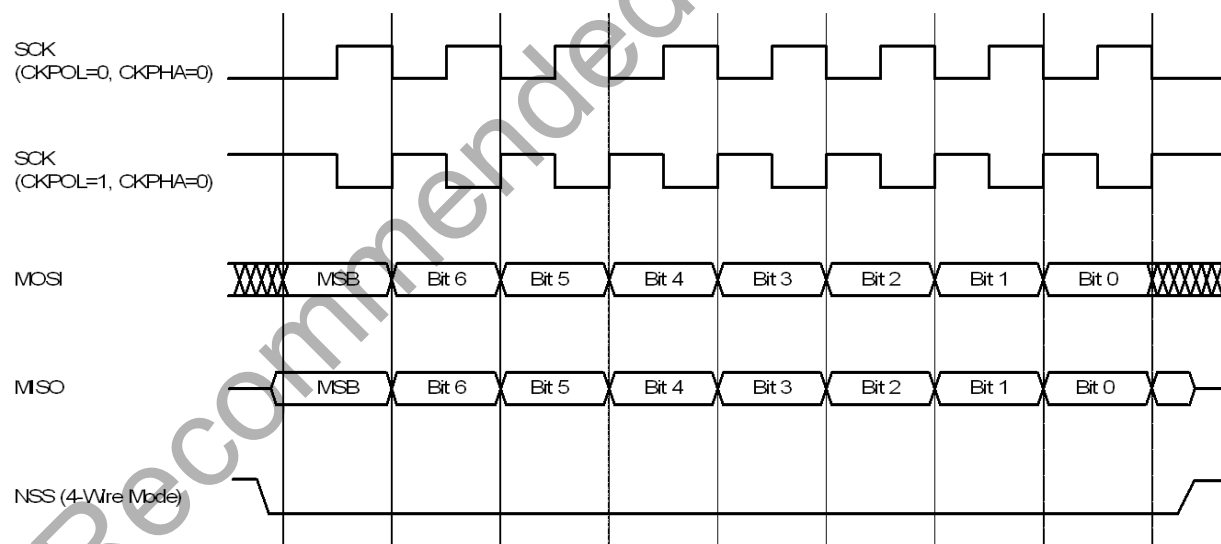 SCK
(CKPOL=0, CKPHA=0)
SCK
(CKPOL=1, CKPHA=0)
MOSI
MSB Bit 6 Bit 5 Bit 4 Bit 3 Bit 2 Bit 1 Bit 0
MISO
MSB Bit 6 Bit 5 Bit 4 Bit 3 Bit 2 Bit 1 Bit 0
NSS (4-Wire Mode)
Recommended